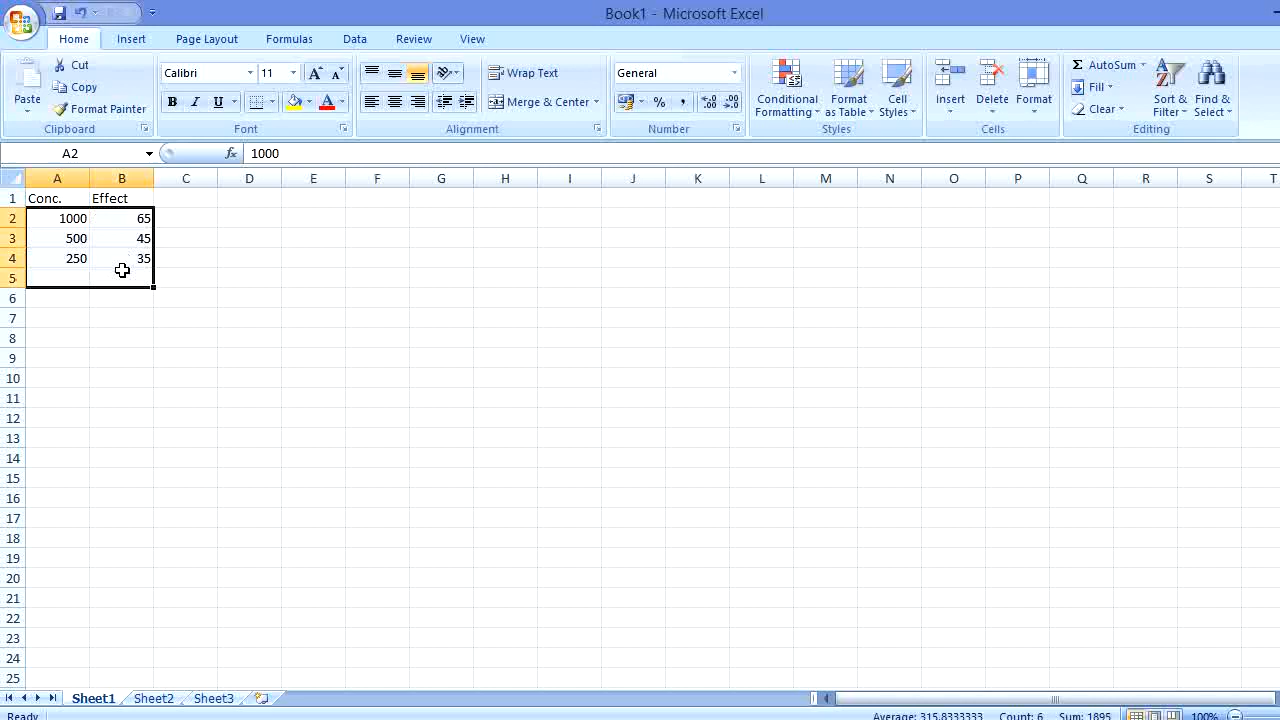 Book1 - Microsoft Excel
Home Insert Page Layout Formulas Data Review View
Paste Cut Copy Format Painter Clipboard
Calibri 11 A A B I U A Font
Wrap Text Merge & Center Alignment
General % , Number
Conditional Formatting Format as Table Cell Styles Styles
Insert Delete Format Cells
Σ AutoSum Fill Clear Sort & Filter Find & Select Editing
A2 fx 1000
A B C D E F G H I J K L M N O P Q R S T
1 Conc. Effect
2 1000 65
3 500 45
4 250 35
5
6
7
8
9
10
11
12
13
14
15
16
17
18
19
20
21
22
23
24
25
Sheet1 Sheet2 Sheet3
Ready Average: 315.8333333 Count: 6 Sum: 1895 100%